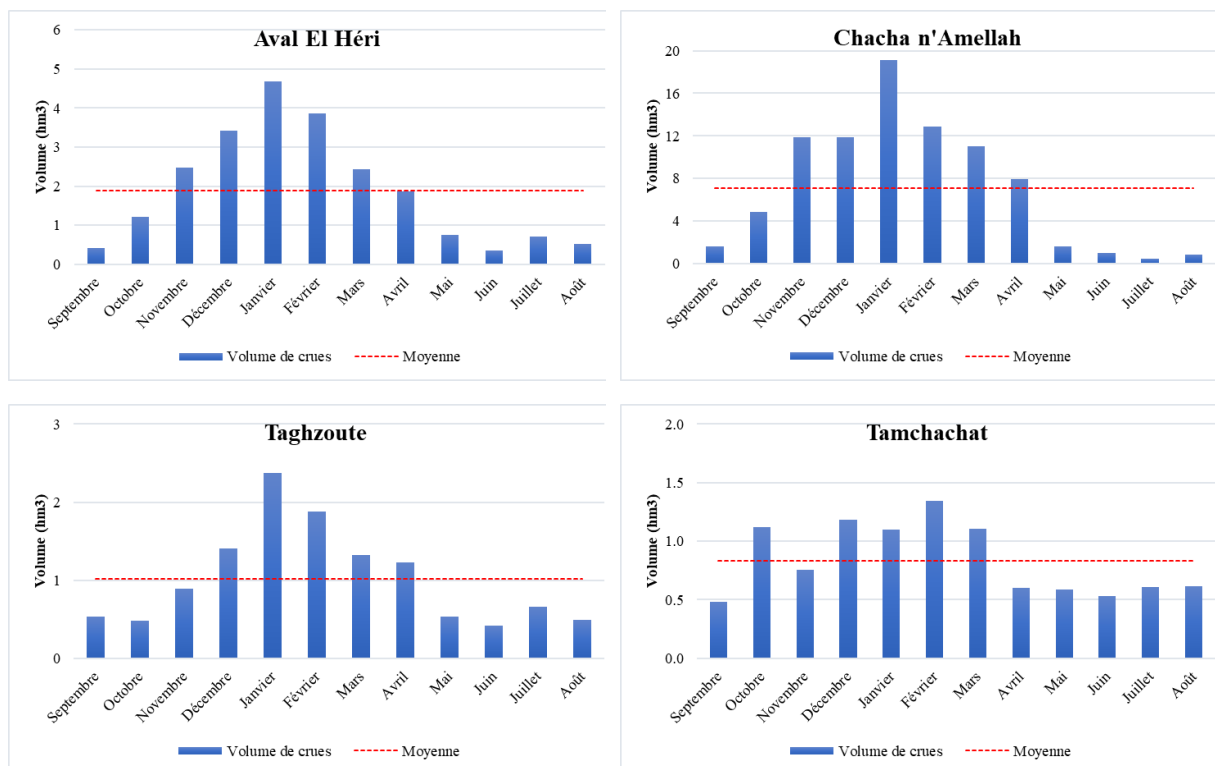 Aval El Héri
Volume (hm3)
6
5
4
3
2
1
0
Septembre
Octobre
Novembre
Décembre
Janvier
Février
Mars
Avril
Mai
Juin
Juillet
Août
Volume de crues
Moyenne
Chacha n'Amellah
Volume (hm3)
20
16
12
8
4
0
Septembre
Octobre
Novembre
Décembre
Janvier
Février
Mars
Avril
Mai
Juin
Juillet
Août
Volume de crues
Moyenne
Taghzoute
Volume (hm3)
3
2
1
0
Septembre
Octobre
Novembre
Décembre
Janvier
Février
Mars
Avril
Mai
Juin
Juillet
Août
Volume de crues
Moyenne
Tamchachat
Volume (hm3)
2.0
1.5
1.0
0.5
0.0
Septembre
Octobre
Novembre
Décembre
Janvier
Février
Mars
Avril
Mai
Juin
Juillet
Août
Volume de crues
Moyenne